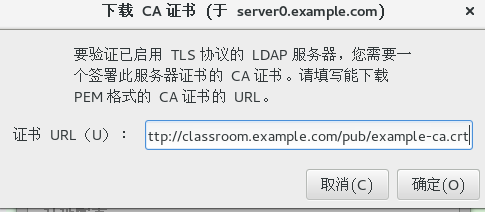 下载 CA 证书 (于 server0.example.com)
要验证已启用 TLS 协议的 LDAP 服务器，您需要一
个签署此服务器证书的 CA 证书。请填写能下载
PEM 格式的 CA 证书的 URL。
证书 URL（U）：
ttp://classroom.example.com/pub/example-ca.crt
取消(C) 确定(O)